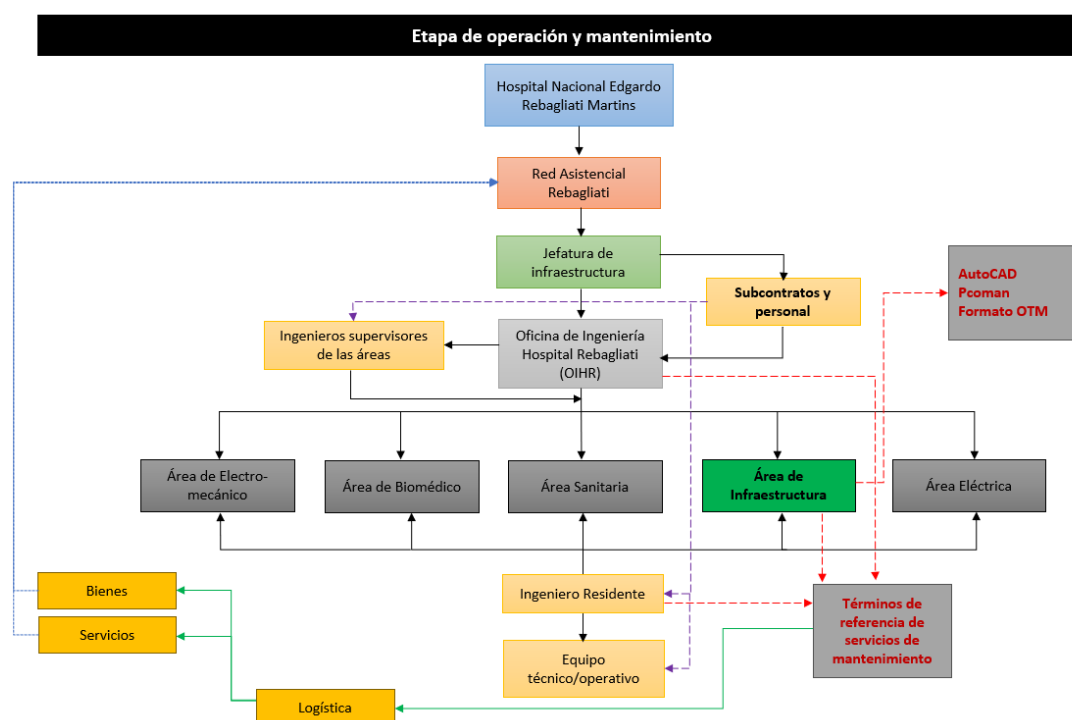 Etapa de operación y mantenimiento
Hospital Nacional Edgardo
Rebagliati Martins
Red Asistencial
Rebagliati
Jefatura de
infraestructura
Subcontratos y
personal
AutoCAD
Pcoman
Formato OTM
Ingenieros supervisores
de las áreas
Oficina de Ingeniería
Hospital Rebagliati
(OIHR)
Área de Electro-
mecánico
Área de Biomédico
Área Sanitaria
Área de
Infraestructura
Área Eléctrica
Bienes
Servicios
Ingeniero Residente
Equipo
técnico/operativo
Términos de
referencia de
servicios de
mantenimiento
Logística